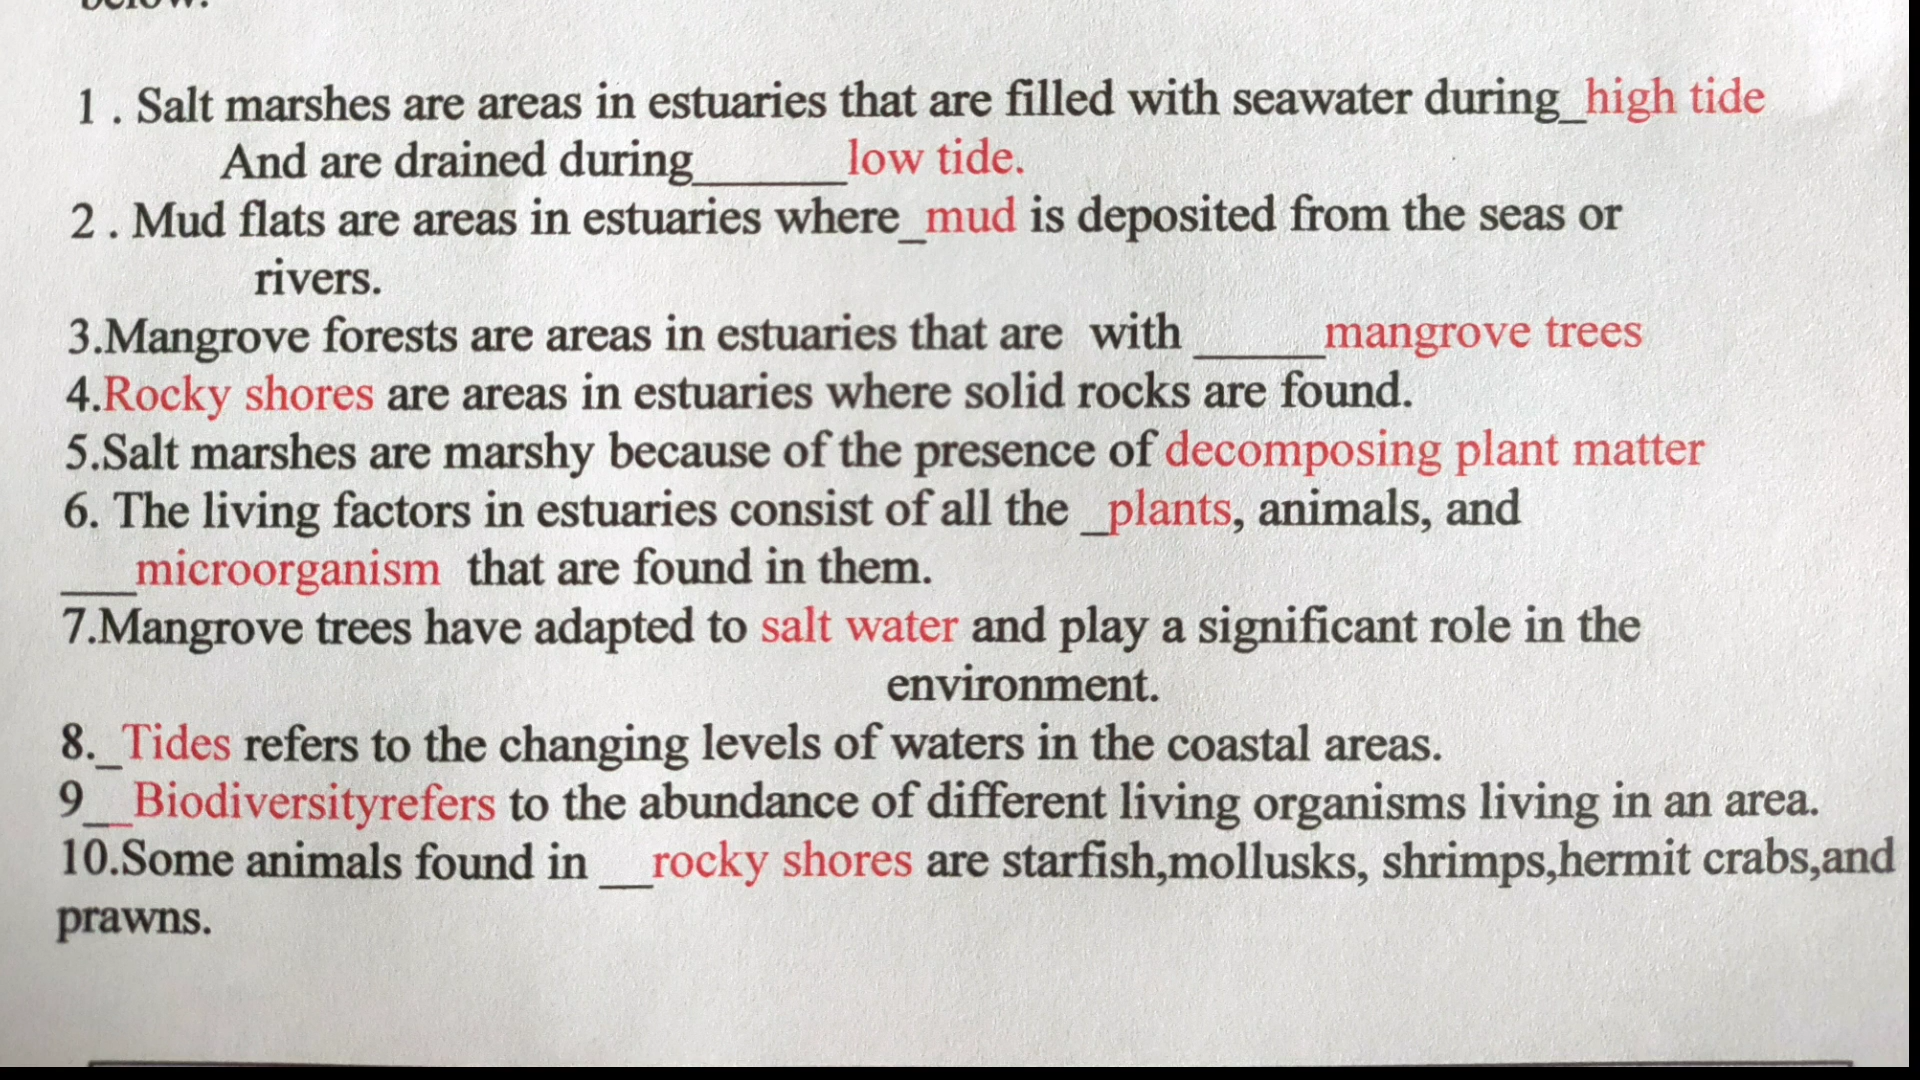 1 . Salt marshes are areas in estuaries that are filled with seawater during_high tide
And are drained during______low tide.
2 . Mud flats are areas in estuaries where_mud is deposited from the seas or
rivers.
3.Mangrove forests are areas in estuaries that are with _____mangrove trees
4.Rocky shores are areas in estuaries where solid rocks are found.
5.Salt marshes are marshy because of the presence of decomposing plant matter
6. The living factors in estuaries consist of all the _plants, animals, and
___microorganism that are found in them.
7.Mangrove trees have adapted to salt water and play a significant role in the
environment.
8._Tides refers to the changing levels of waters in the coastal areas.
9__Biodiversityrefers to the abundance of different living organisms living in an area.
10.Some animals found in __rocky shores are starfish,mollusks, shrimps,hermit crabs,and
prawns.